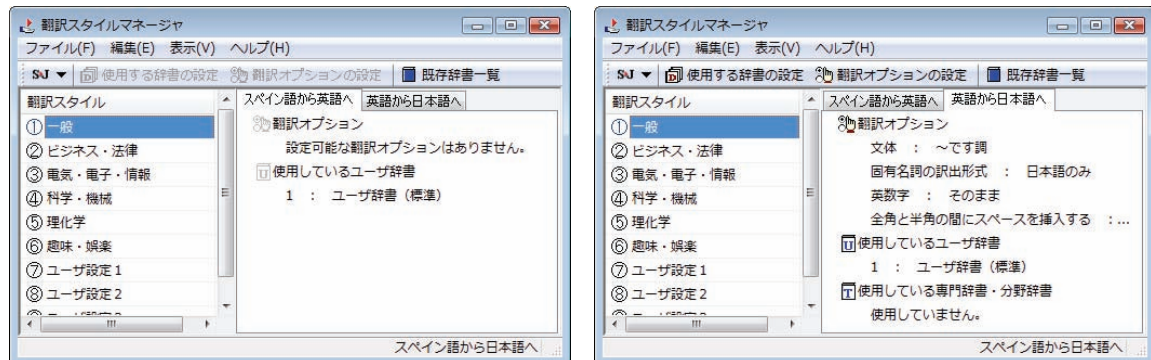 翻訳スタイルマネージャ
ファイル(F) 編集(E) 表示(V) ヘルプ(H)
SVJ ▼ 使用する辞書の設定 翻訳オプションの設定 既存辞書一覧
翻訳スタイル
①一般
②ビジネス・法律
③電気・電子・情報
④科学・機械
⑤理化学
⑥趣味・娯楽
⑦ユーザ設定1
⑧ユーザ設定2
スペイン語から英語へ 英語から日本語へ
翻訳オプション
設定可能な翻訳オプションはありません。
U使用しているユーザ辞書
1 : ユーザ辞書(標準)
スペイン語から日本語へ
翻訳スタイルマネージャ
ファイル(F) 編集(E) 表示(V) ヘルプ(H)
SVJ ▼ 使用する辞書の設定 翻訳オプションの設定 既存辞書一覧
翻訳スタイル
①一般
②ビジネス・法律
③電気・電子・情報
④科学・機械
⑤理化学
⑥趣味・娯楽
⑦ユーザ設定1
⑧ユーザ設定2
スペイン語から英語へ 英語から日本語へ
翻訳オプション
文体 : ~です調
固有名詞の訳出形式 : 日本語のみ
英数字 : そのまま
全角と半角の間にスペースを挿入する :...
U使用しているユーザ辞書
1 : ユーザ辞書(標準)
T使用している専門辞書・分野辞書
使用していません。
スペイン語から日本語へ